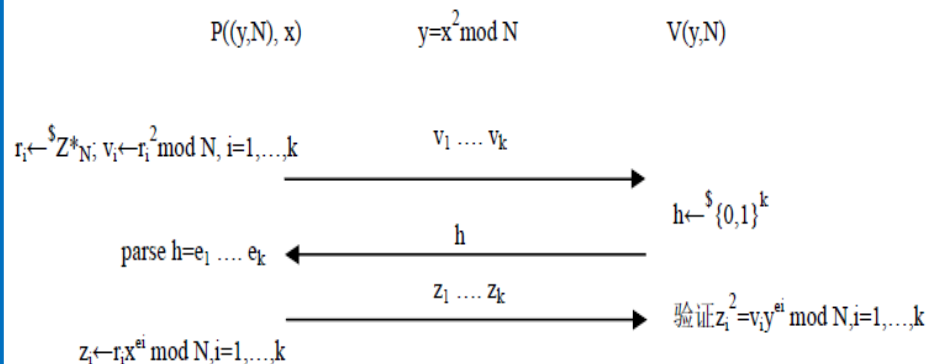 P((y,N), x) y=x²mod N V(y,N)
rᵢ←$Z*N; vᵢ←rᵢ²mod N, i=1,...,k
v₁ .... vₖ
h←${0,1}ᵏ
h
parse h=e₁ .... eₖ
z₁ .... zₖ
验证zᵢ²=vᵢyᵉⁱ mod N,i=1,...,k
zᵢ←rᵢxᵉⁱ mod N,i=1,...,k